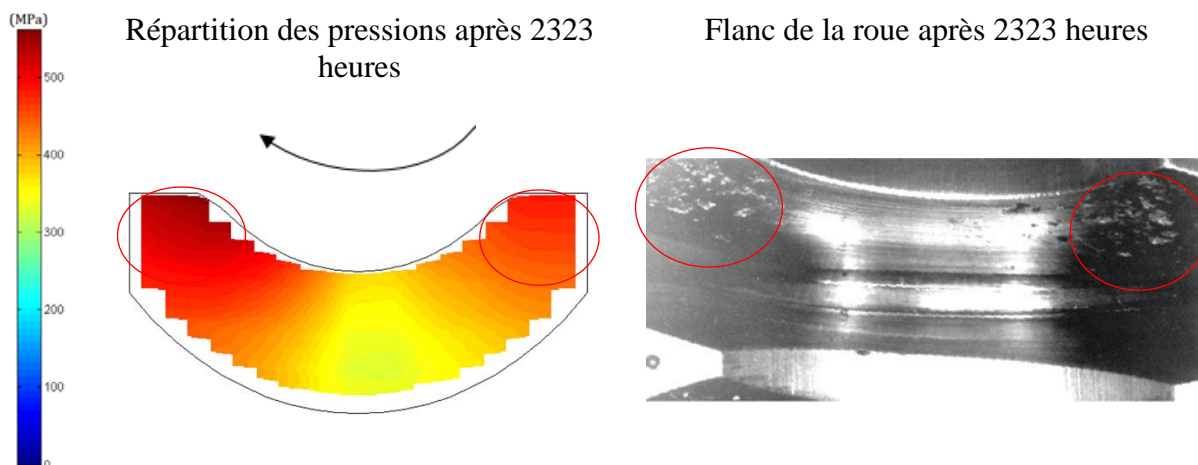 (MPa)
Répartition des pressions après 2323
heures
Flanc de la roue après 2323 heures
500
400
300
200
100
0